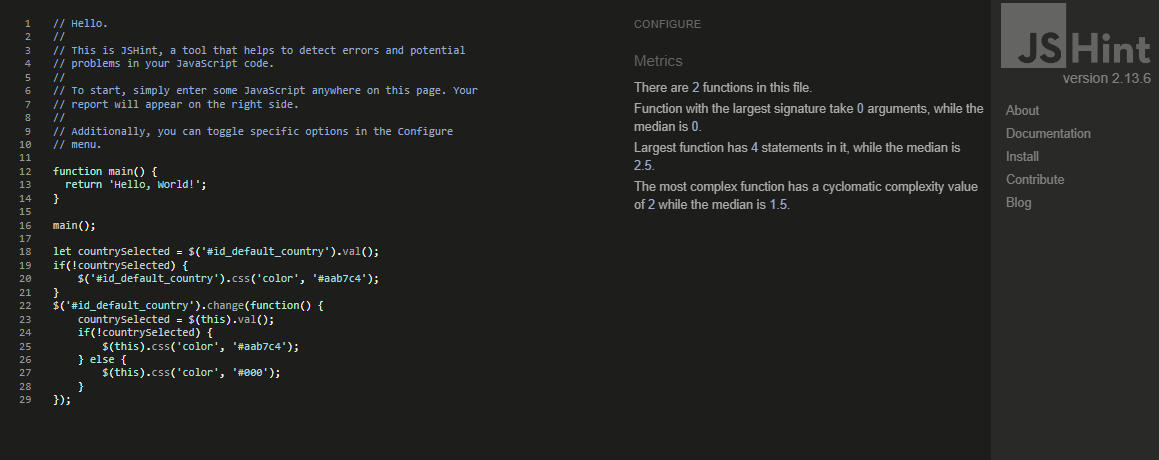 1 // Hello.
2 //
3 // This is JSHint, a tool that helps to detect errors and potential
4 // problems in your JavaScript code.
5 //
6 // To start, simply enter some JavaScript anywhere on this page. Your
7 // report will appear on the right side.
8 //
9 // Additionally, you can toggle specific options in the Configure
10 // menu.
11
12 function main() {
13   return 'Hello, World!';
14 }
15
16 main();
17
18 let countrySelected = $('#id_default_country').val();
19 if(!countrySelected) {
20     $('#id_default_country').css('color', '#aab7c4');
21 }
22 $('#id_default_country').change(function() {
23     countrySelected = $(this).val();
24     if(!countrySelected) {
25         $(this).css('color', '#aab7c4');
26     } else {
27         $(this).css('color', '#000');
28     }
29 });
CONFIGURE
Metrics
There are 2 functions in this file.
Function with the largest signature take 0 arguments, while the
median is 0.
Largest function has 4 statements in it, while the median is
2.5.
The most complex function has a cyclomatic complexity value
of 2 while the median is 1.5.
JSHint
version 2.13.6
About
Documentation
Install
Contribute
Blog